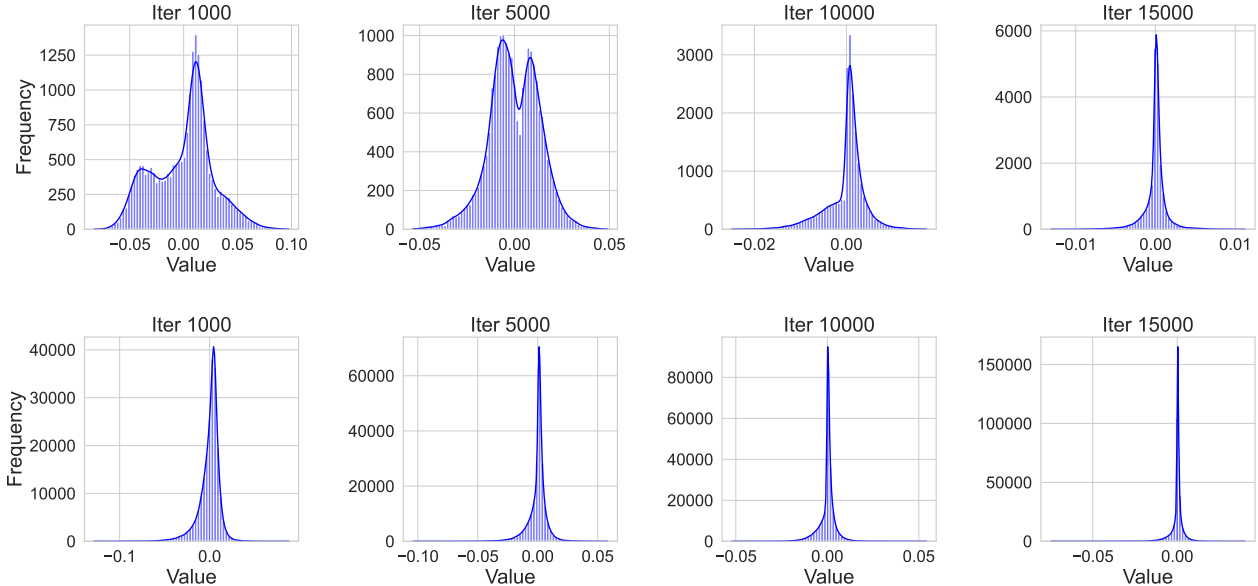 Iter 1000 Iter 5000 Iter 10000 Iter 15000
1250 1000 3000 6000
1000 800
750 600 2000 4000
500 400 1000 2000
250 200
0 0 0 0
Frequency
−0.05 0.00 0.05 0.10 −0.05 0.00 0.05 −0.02 0.00 −0.01 0.00 0.01
Value Value Value Value
Iter 1000 Iter 5000 Iter 10000 Iter 15000
40000 60000 80000 150000
30000 60000
40000 100000
20000 40000
10000 20000 20000 50000
0 0 0 0
Frequency
−0.1 0.0 −0.10 −0.05 0.00 0.05 −0.05 0.00 0.05 −0.05 0.00
Value Value Value Value